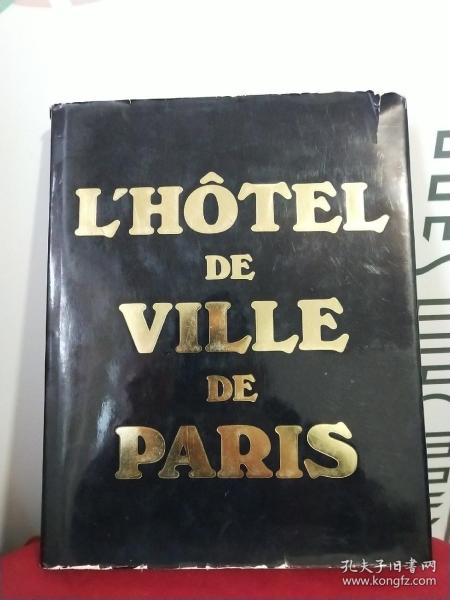 L'HÔTEL
DE
VILLE
DE
PARIS
孔夫子旧书网
www.kongfz.com